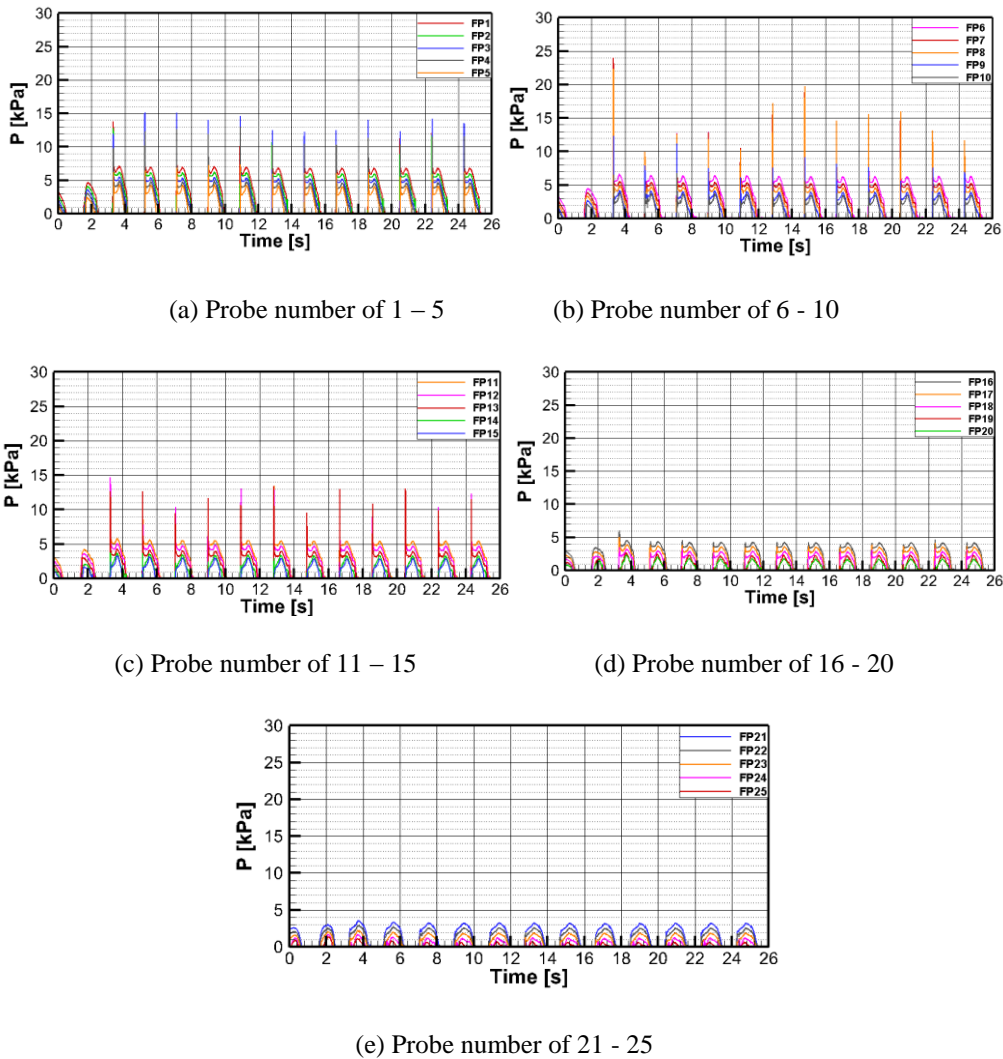 30
25
20
15
10
5
0
P [kPa]
FP1
FP2
FP3
FP4
FP5
0 2 4 6 8 10 12 14 16 18 20 22 24 26
Time [s]
30
25
20
15
10
5
0
P [kPa]
FP6
FP7
FP8
FP9
FP10
0 2 4 6 8 10 12 14 16 18 20 22 24 26
Time [s]
(a) Probe number of 1 – 5
(b) Probe number of 6 - 10
30
25
20
15
10
5
0
P [kPa]
FP11
FP12
FP13
FP14
FP15
0 2 4 6 8 10 12 14 16 18 20 22 24 26
Time [s]
30
25
20
15
10
5
0
P [kPa]
FP16
FP17
FP18
FP19
FP20
0 2 4 6 8 10 12 14 16 18 20 22 24 26
Time [s]
(c) Probe number of 11 – 15
(d) Probe number of 16 - 20
30
25
20
15
10
5
0
P [kPa]
FP21
FP22
FP23
FP24
FP25
0 2 4 6 8 10 12 14 16 18 20 22 24 26
Time [s]
(e) Probe number of 21 - 25